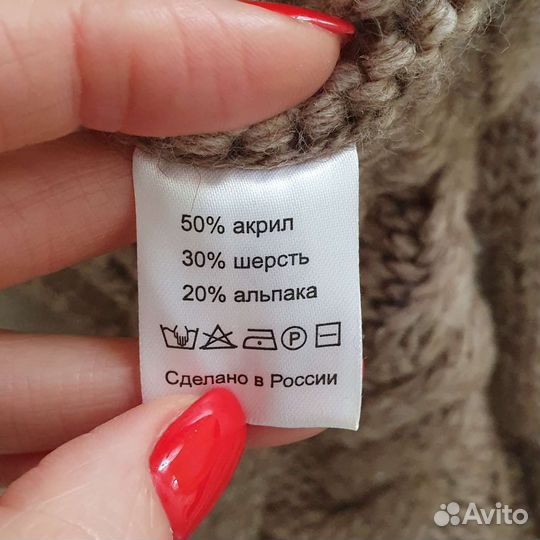 50% акрил
30% шерсть
20% альпака
P
Сделано в России
Avito